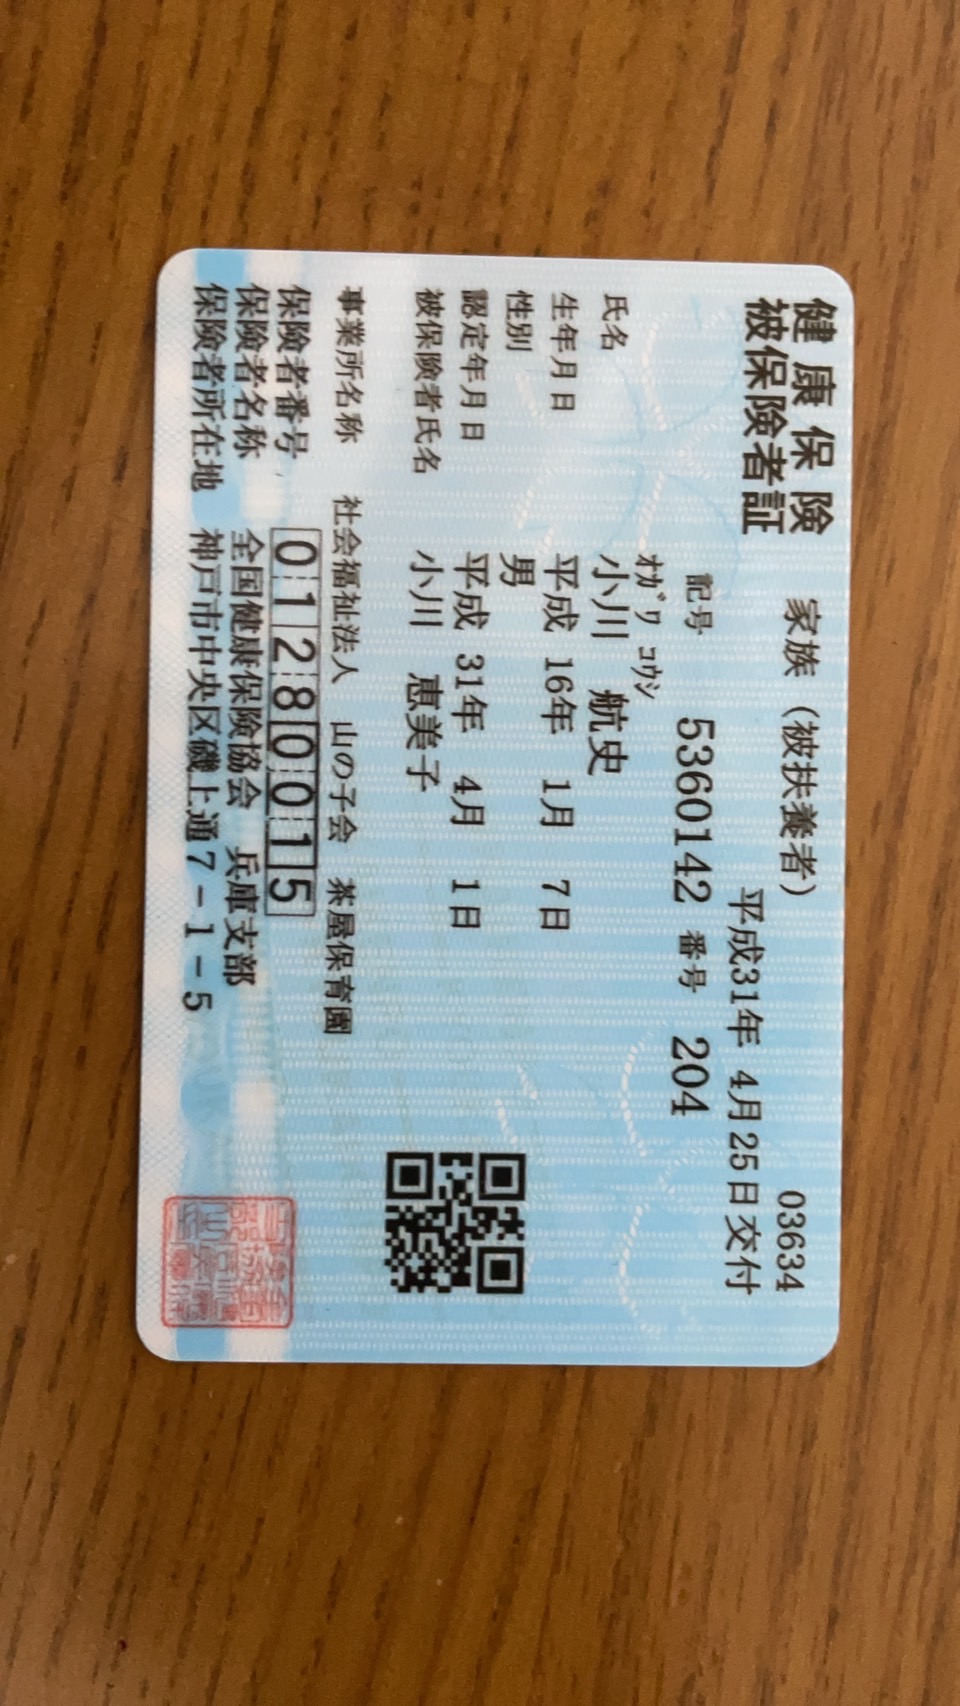 健康保険 家族（被扶養者） 03634
被保険者証 平成31年 4月25日交付
記号 5360142 番号 204
ｵｶﾞﾜ ｺｳｼ
氏名 小川 航史
生年月日 平成 16年 1月 7日
性別 男
認定年月日 平成 31年 4月 1日
被保険者氏名 小川 恵美子
事業所名称 社会福祉法人 山の子会 茶屋保育園
保険者番号 01280015
保険者名称 全国健康保険協会 兵庫支部
保険者所在地 神戸市中央区磯上通7-1-5